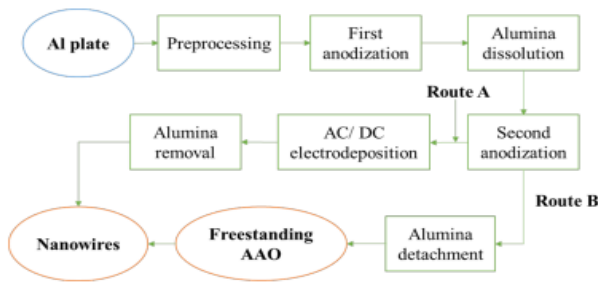 Al plate
Preprocessing
First
anodization
Alumina
dissolution
Route A
Alumina
removal
AC/ DC
electrodeposition
Second
anodization
Route B
Nanowires
Freestanding
AAO
Alumina
detachment